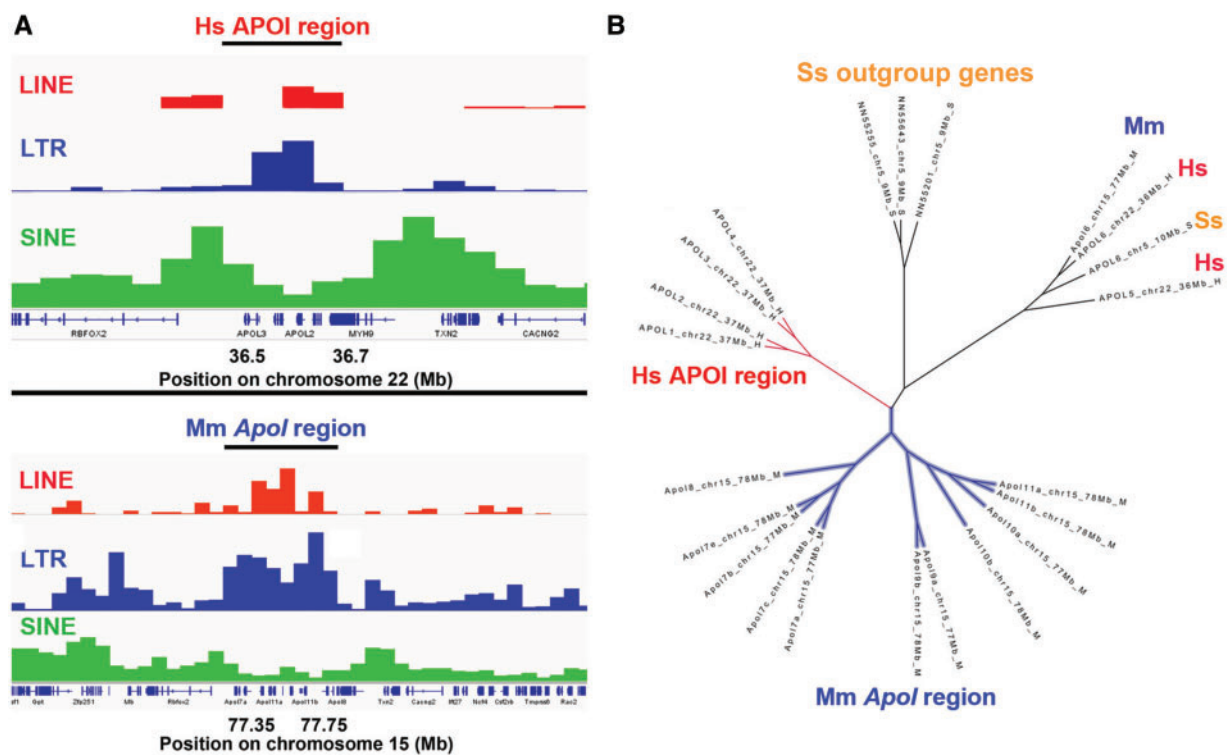 A
Hs APOl region
LINE
LTR
SINE
RBFOX2 APOL3 APOL2 MYH9 TXN2 CACNG2
36.5 36.7
Position on chromosome 22 (Mb)
Mm Apol region
LINE
LTR
SINE
Gpt Zfp251 Mb Rbfox2 Apol7a Apol11a Apol11b Apol8 Txn2 Cacng2 Ift27 Ncf4 Csf2rb Tmprss6 Rac2
77.35 77.75
Position on chromosome 15 (Mb)
B
Ss outgroup genes
NN55255_chr5_9Mb_S
NN55643_chr5_9Mb_S
NN55201_chr5_9Mb_S
Mm
Hs
Ss
Hs
Apol6_chr15_77Mb_M
APOL6_chr22_36Mb_H
APOL6_chr5_10Mb_S
APOL5_chr22_36Mb_H
APOL4_chr22_37Mb_H
APOL3_chr22_37Mb_H
APOL2_chr22_37Mb_H
APOL1_chr22_37Mb_H
Hs APOl region
Apol8_chr15_78Mb_M
Apol7e_chr15_78Mb_M
Apol7b_chr15_77Mb_M
Apol7c_chr15_78Mb_M
Apol7a_chr15_77Mb_M
Apol9b_chr15_78Mb_M
Apol9a_chr15_77Mb_M
Apol10b_chr15_78Mb_M
Apol10a_chr15_77Mb_M
Apol11b_chr15_78Mb_M
Apol11a_chr15_78Mb_M
Mm Apol region